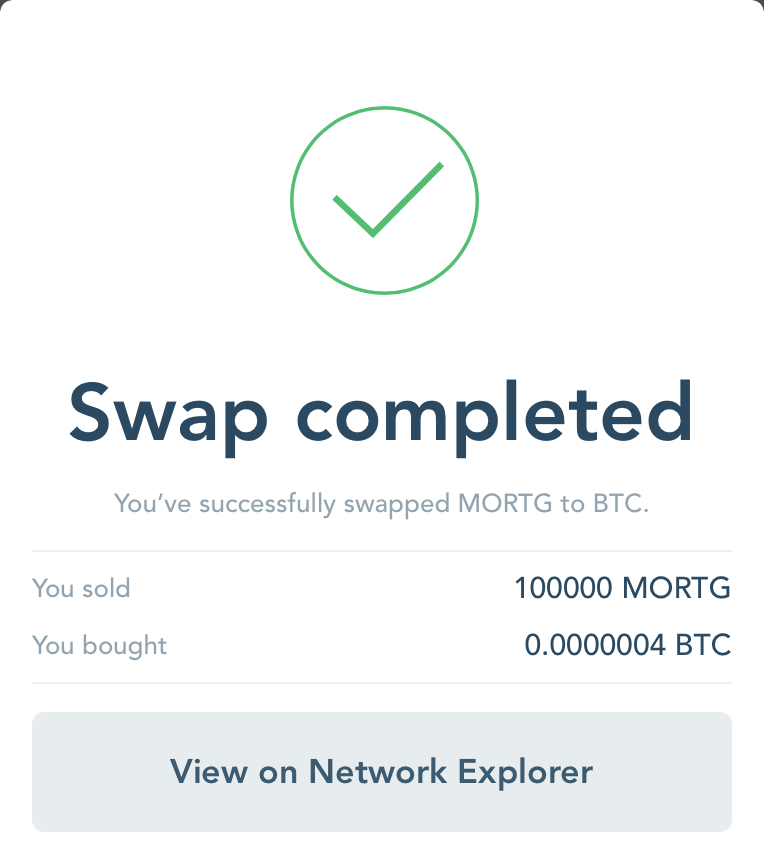 Swap completed
You’ve successfully swapped MORTG to BTC.
You sold 100000 MORTG
You bought 0.0000004 BTC
View on Network Explorer